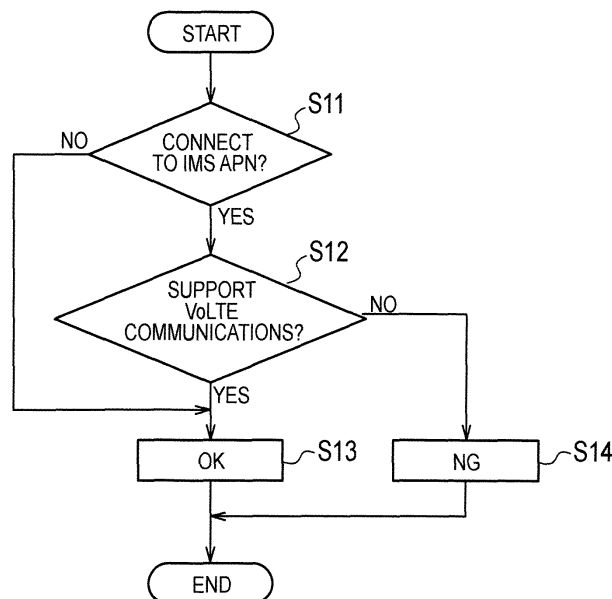 START
S11
NO
CONNECT
TO IMS APN?
YES
S12
SUPPORT
VoLTE
COMMUNICATIONS?
NO
YES
OK
S13
NG
S14
END